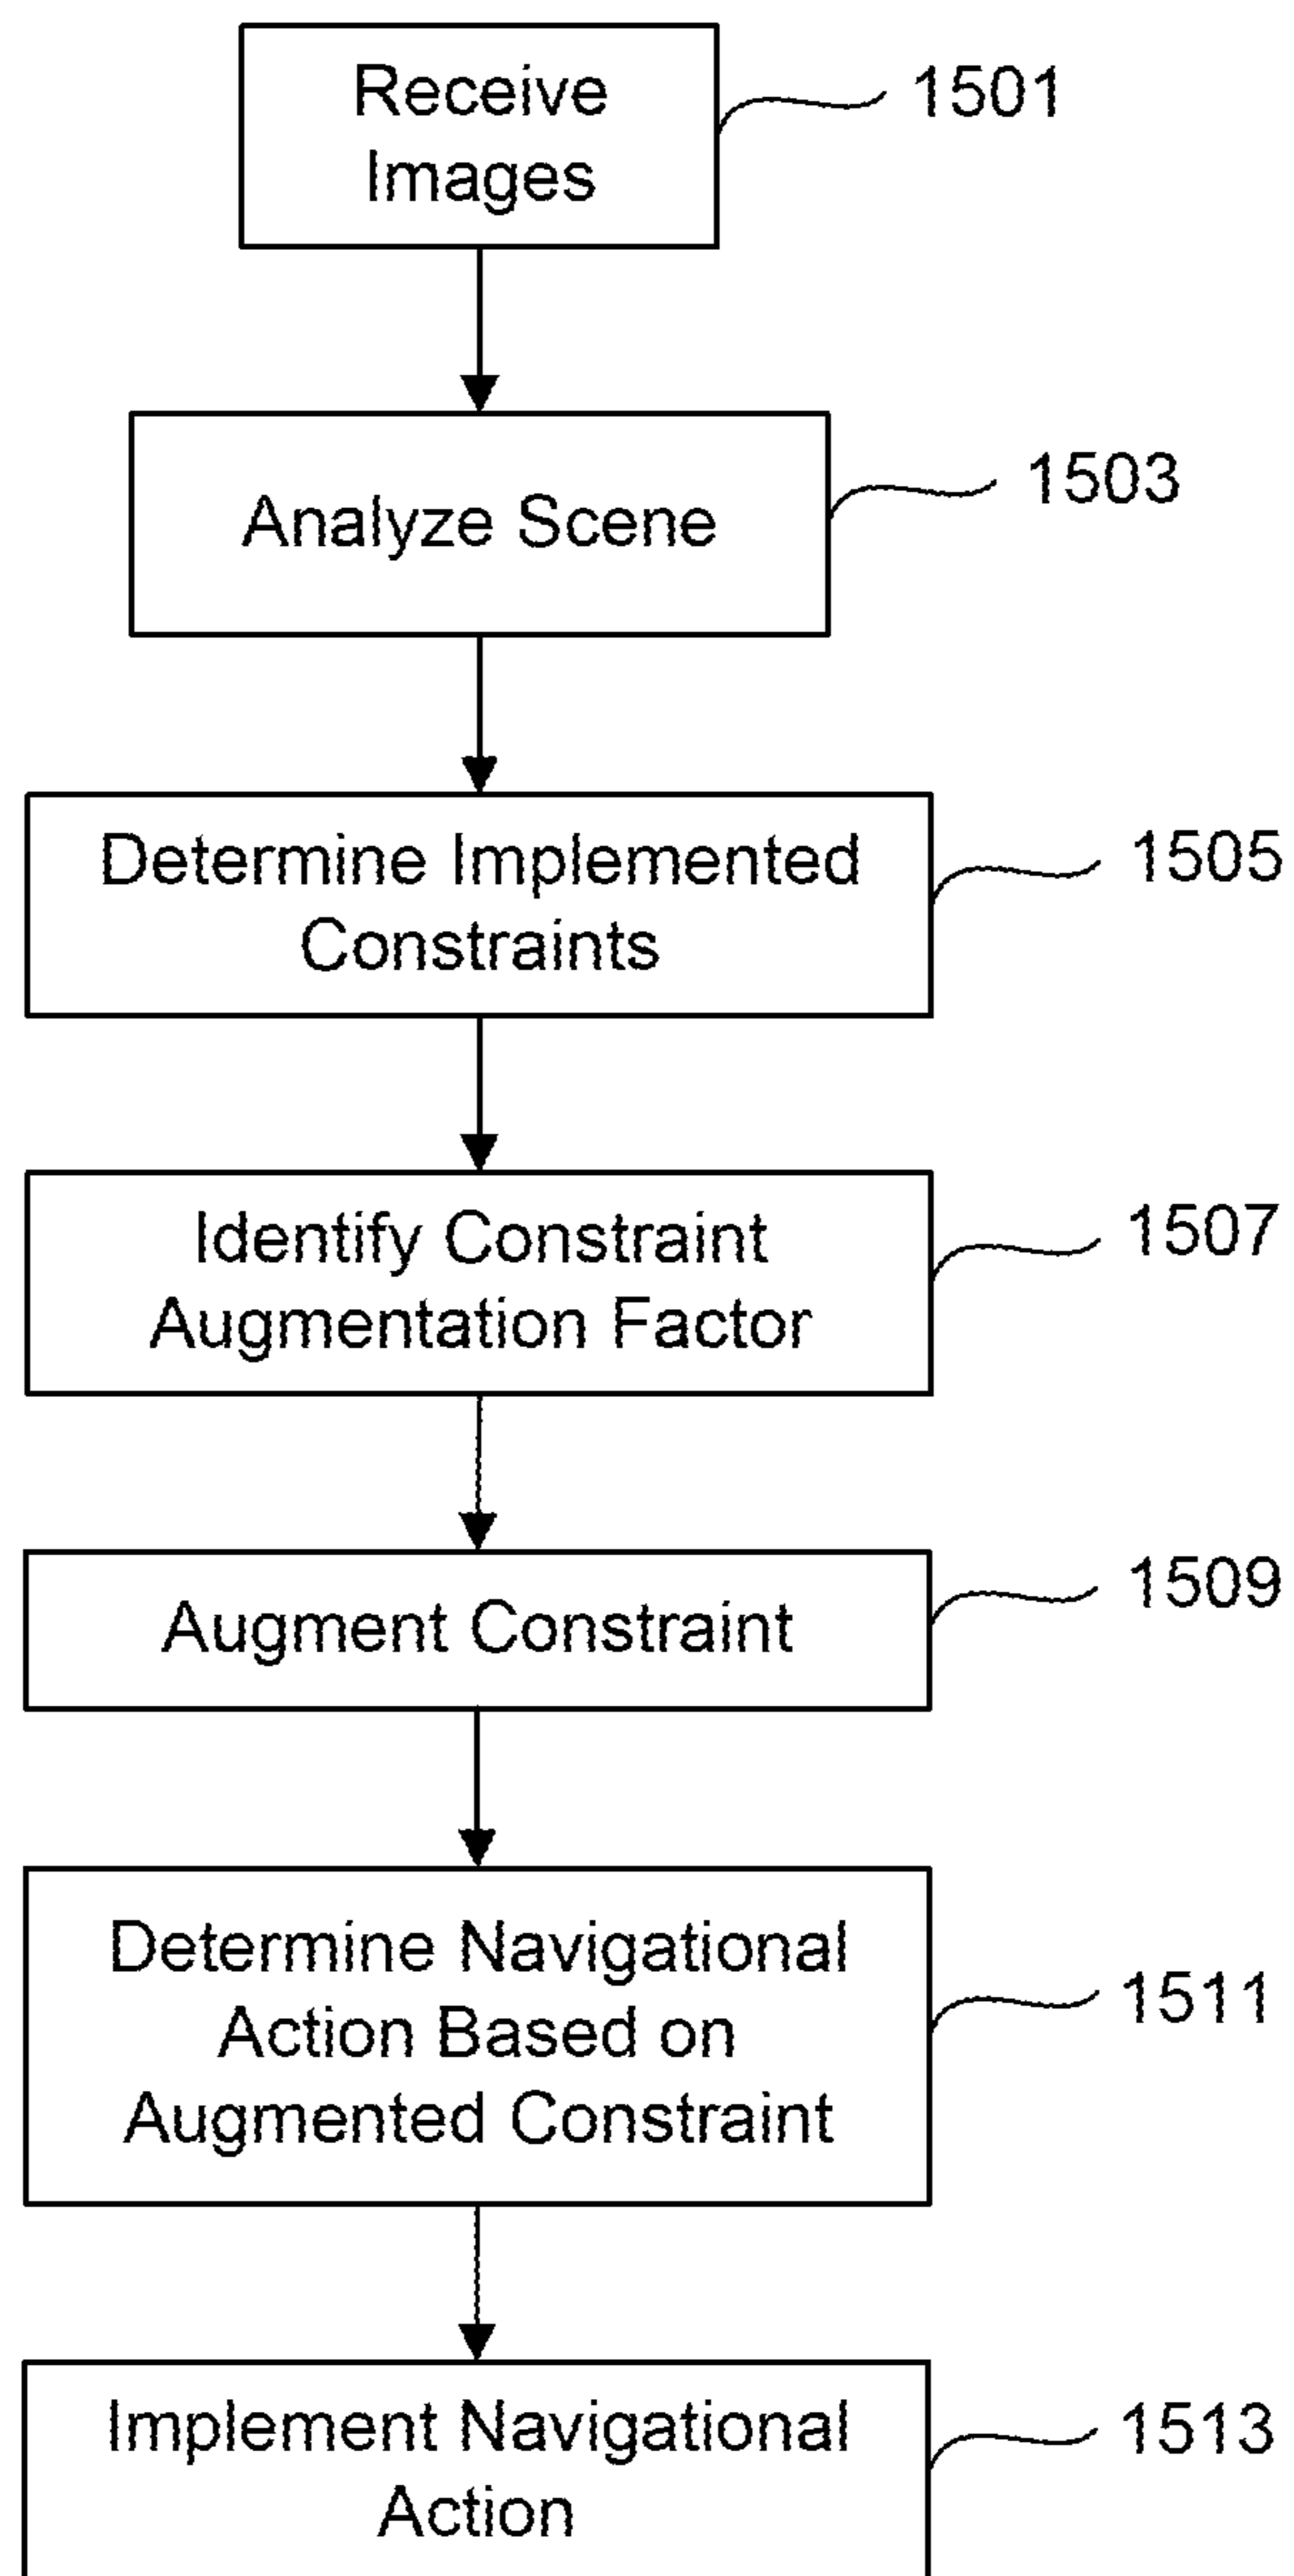 Receive
Images
1501
Analyze Scene
1503
Determine Implemented
Constraints
1505
Identify Constraint
Augmentation Factor
1507
Augment Constraint
1509
Determine Navigational
Action Based on
Augmented Constraint
1511
Implement Navigational
Action
1513